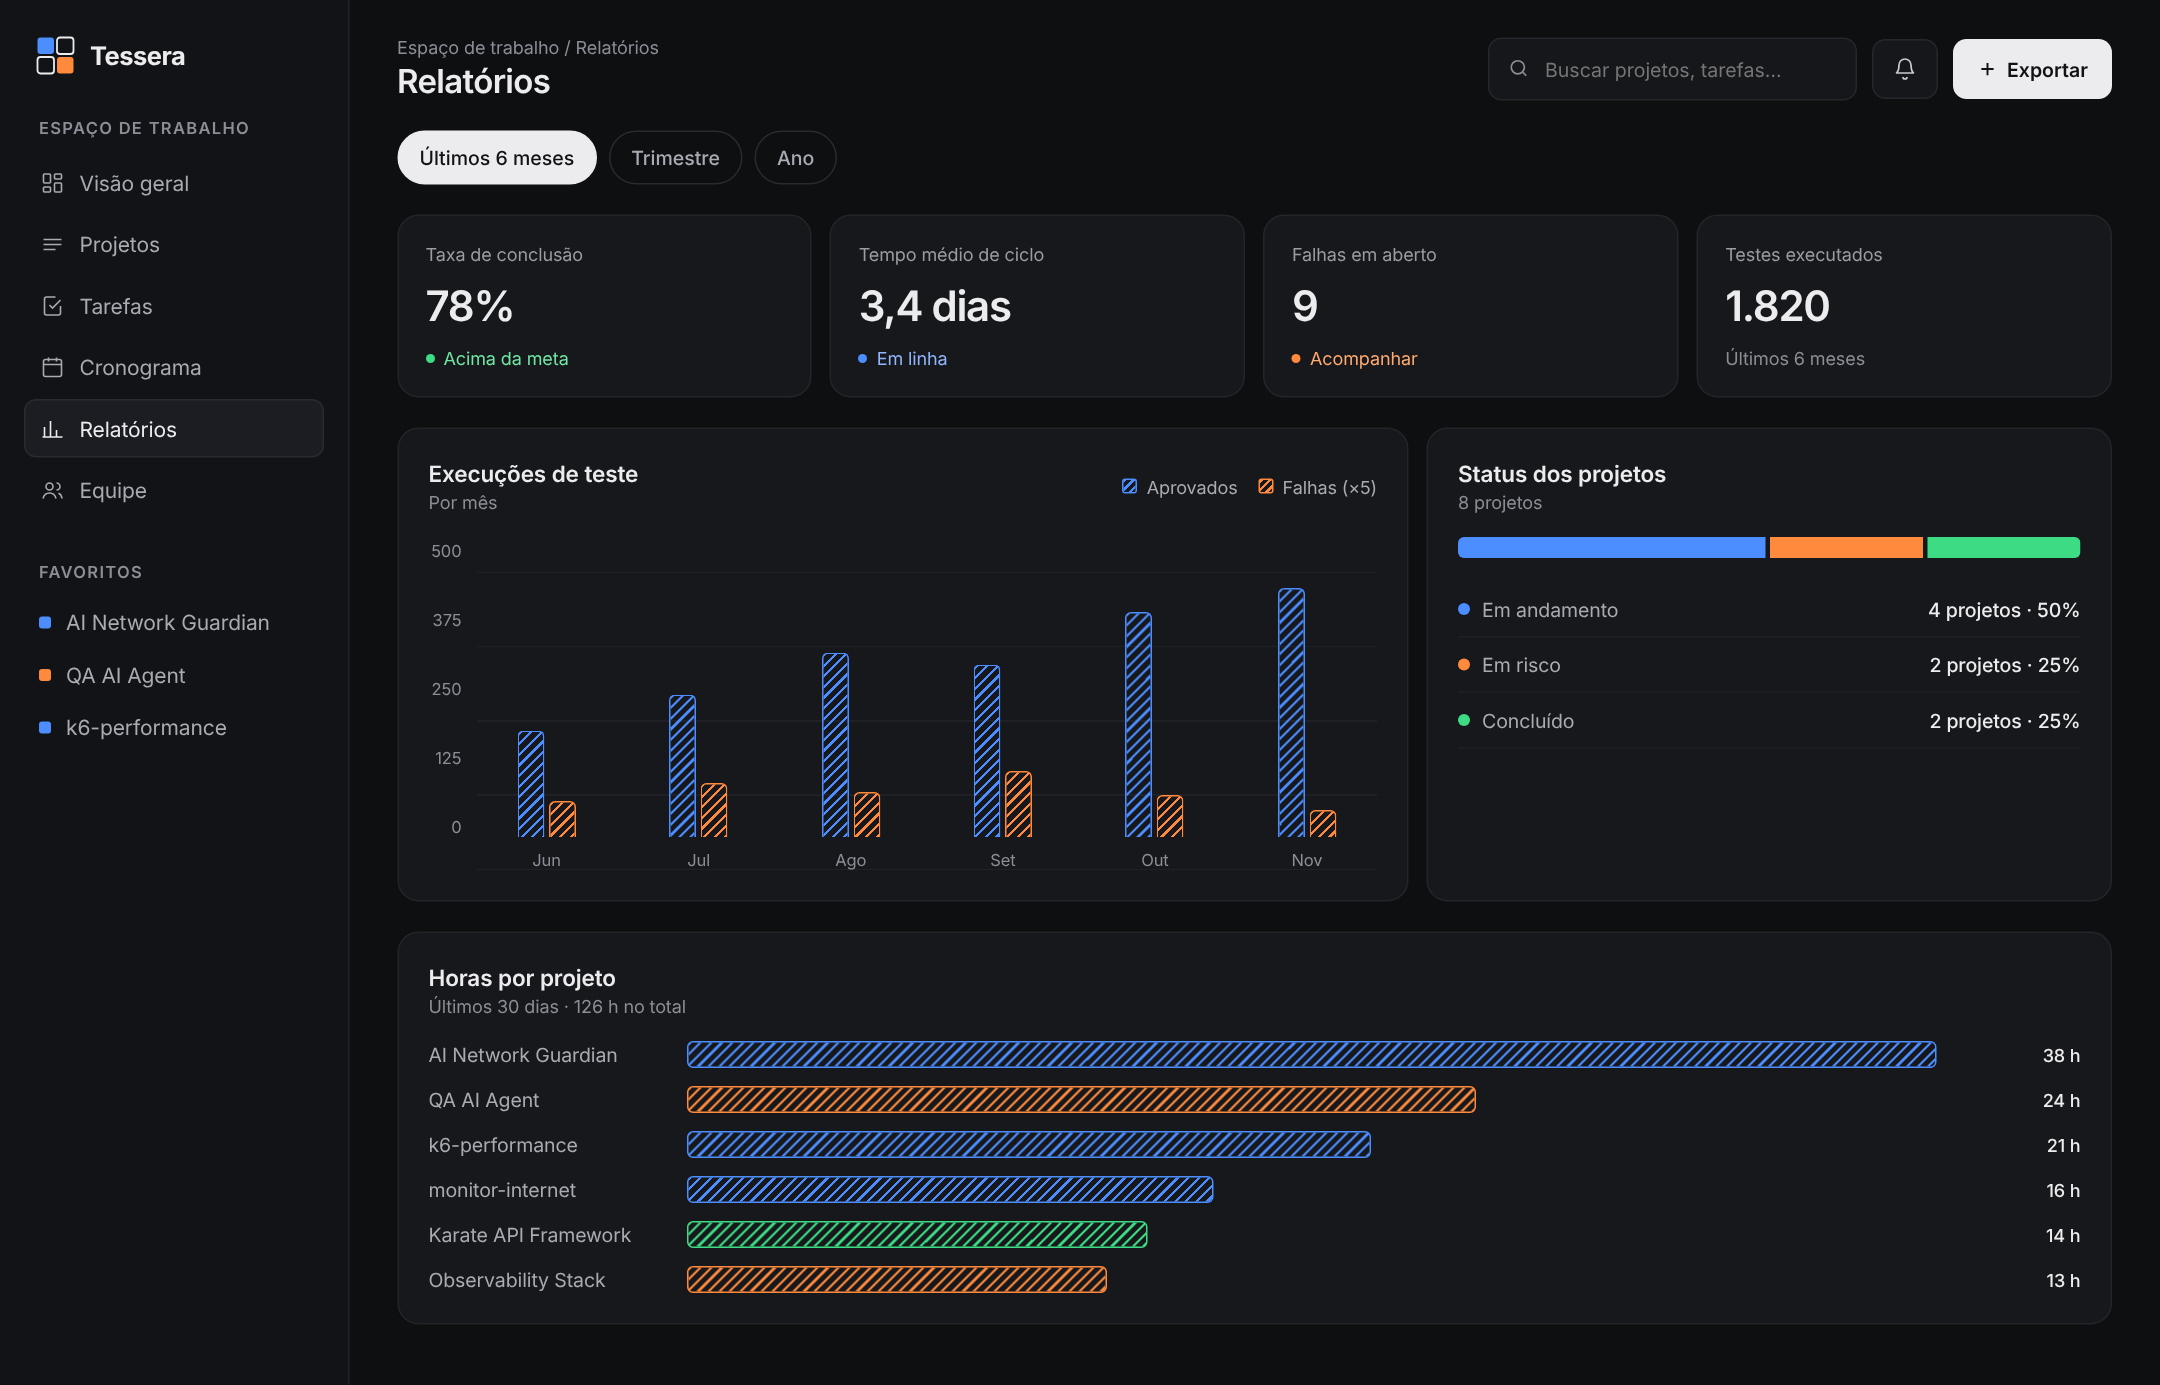 Tessera
ESPAÇO DE TRABALHO
Visão geral
Projetos
Tarefas
Cronograma
Relatórios
Equipe
FAVORITOS
AI Network Guardian
QA AI Agent
k6-performance
Espaço de trabalho / Relatórios
Relatórios
Buscar projetos, tarefas...
+ Exportar
Últimos 6 meses
Trimestre
Ano
Taxa de conclusão
78%
Acima da meta
Tempo médio de ciclo
3,4 dias
Em linha
Falhas em aberto
9
Acompanhar
Testes executados
1.820
Últimos 6 meses
Execuções de teste
Por mês
Aprovados
Falhas (×5)
500
375
250
125
0
Jun
Jul
Ago
Set
Out
Nov
Status dos projetos
8 projetos
Em andamento
4 projetos · 50%
Em risco
2 projetos · 25%
Concluído
2 projetos · 25%
Horas por projeto
Últimos 30 dias · 126 h no total
AI Network Guardian
38 h
QA AI Agent
24 h
k6-performance
21 h
monitor-internet
16 h
Karate API Framework
14 h
Observability Stack
13 h